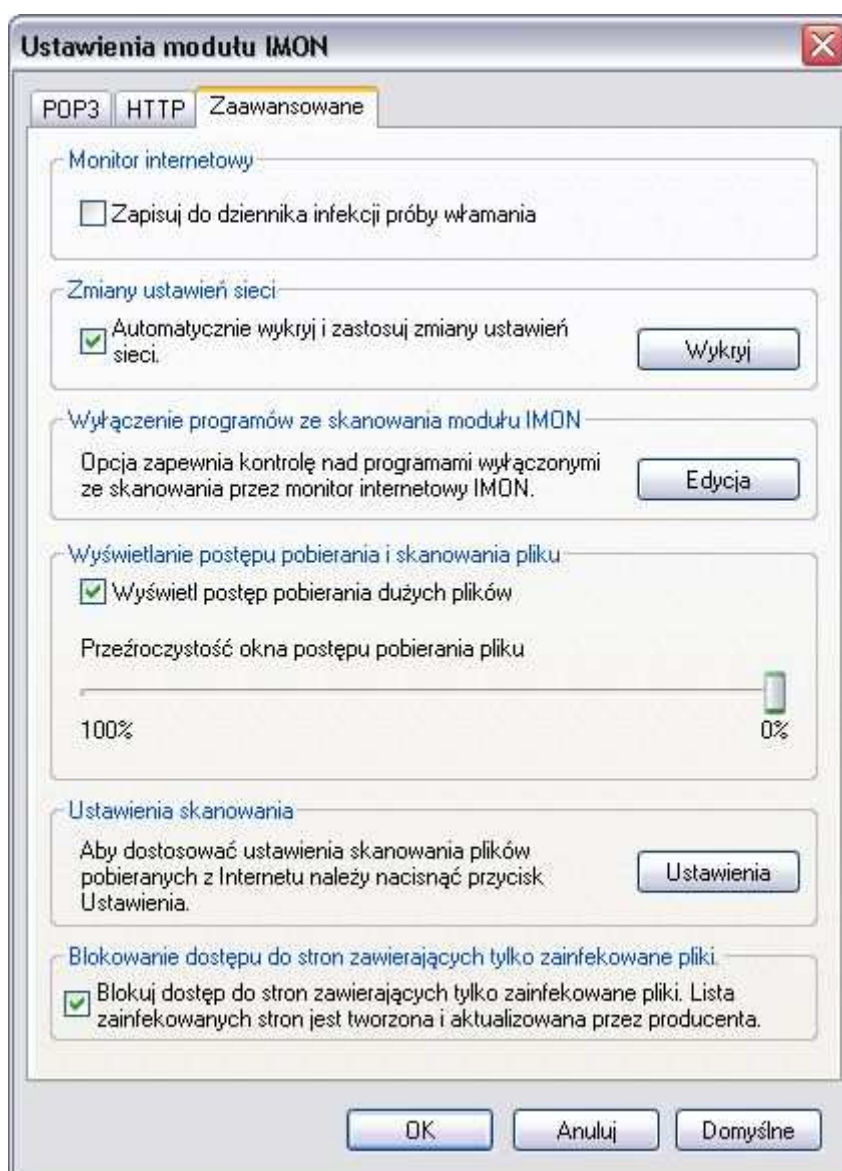 Ustawienia modułu IMON
POP3 HTTP Zaawansowane
Monitor internetowy
Zapisuj do dziennika infekcji próby włamania
Zmiany ustawień sieci
Automatycznie wykryj i zastosuj zmiany ustawień
sieci.
Wykryj
Wyłączenie programów ze skanowania modułu IMON
Opcja zapewnia kontrolę nad programami wyłączonymi
ze skanowania przez monitor internetowy IMON.
Edycja
Wyświetlanie postępu pobierania i skanowania pliku
Wyświetl postęp pobierania dużych plików
Przeźroczystość okna postępu pobierania pliku
100% 0%
Ustawienia skanowania
Aby dostosować ustawienia skanowania plików
pobieranych z Internetu należy nacisnąć przycisk
Ustawienia.
Ustawienia
Blokowanie dostępu do stron zawierających tylko zainfekowane pliki.
Blokuj dostęp do stron zawierających tylko zainfekowane pliki. Lista
zainfekowanych stron jest tworzona i aktualizowana przez producenta.
OK Anuluj Domyślne